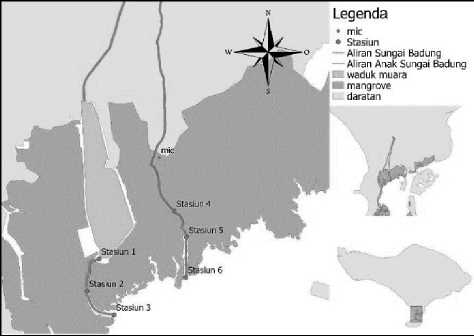 Legenda
mic
Stasiun
Aliran Sungai Badung
Aliran Anak Sungai Badung
waduk muara
mangrove
daratan
N
W
O
S
mic
Stasiun 4
Stasiun 5
Stasiun 1
Stasiun 6
Stasiun 2
Stasiun 3